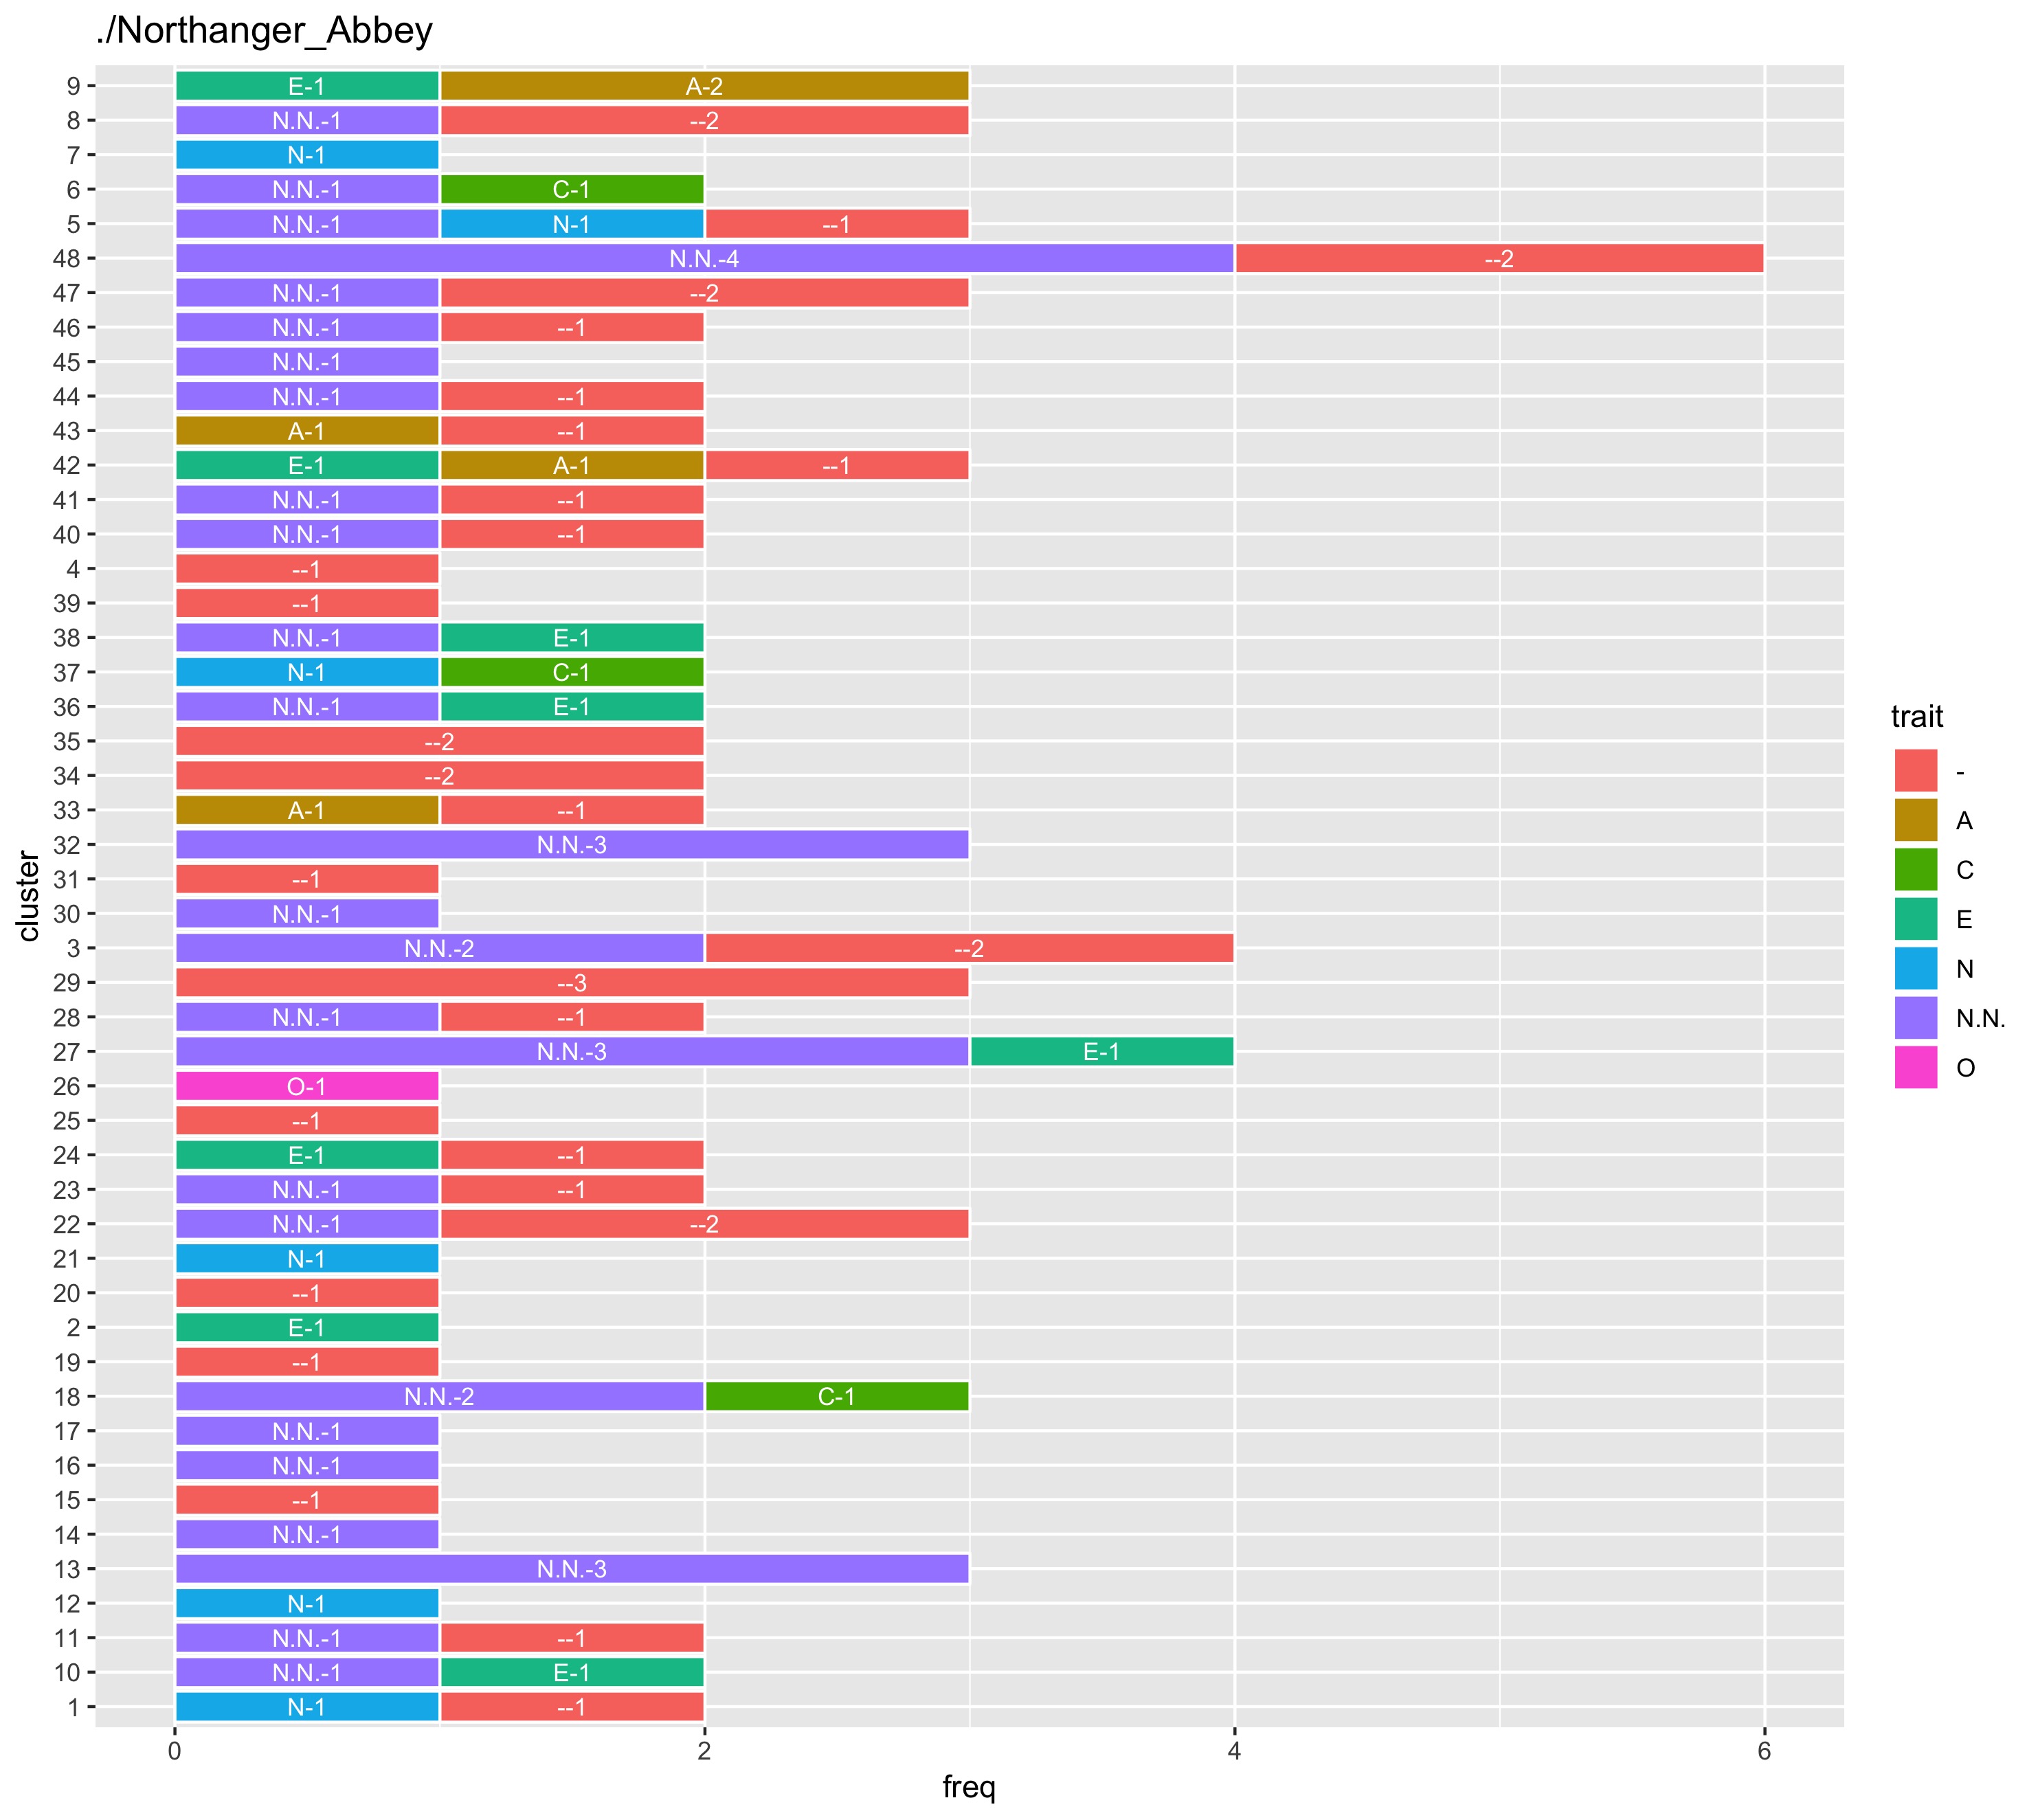 ./Northanger_Abbey
9 E-1 A-2
8 N.N.-1 --2
7 N-1
6 N.N.-1 C-1
5 N.N.-1 N-1 --1
48 N.N.-4 --2
47 N.N.-1 --2
46 N.N.-1 --1
45 N.N.-1
44 N.N.-1 --1
43 A-1 --1
42 E-1 A-1 --1
41 N.N.-1 --1
40 N.N.-1 --1
4 --1
39 --1
38 N.N.-1 E-1
37 N-1 C-1
36 N.N.-1 E-1
35 --2
34 --2
33 A-1 --1
32 N.N.-3
31 --1
30 N.N.-1
3 N.N.-2 --2
29 --3
28 N.N.-1 --1
27 N.N.-3 E-1
26 O-1
25 --1
24 E-1 --1
23 N.N.-1 --1
22 N.N.-1 --2
21 N-1
20 --1
2 E-1
19 --1
18 N.N.-2 C-1
17 N.N.-1
16 N.N.-1
15 --1
14 N.N.-1
13 N.N.-3
12 N-1
11 N.N.-1 --1
10 N.N.-1 E-1
1 N-1 --1
0 2 4 6
freq
cluster
trait
-
A
C
E
N
N.N.
O